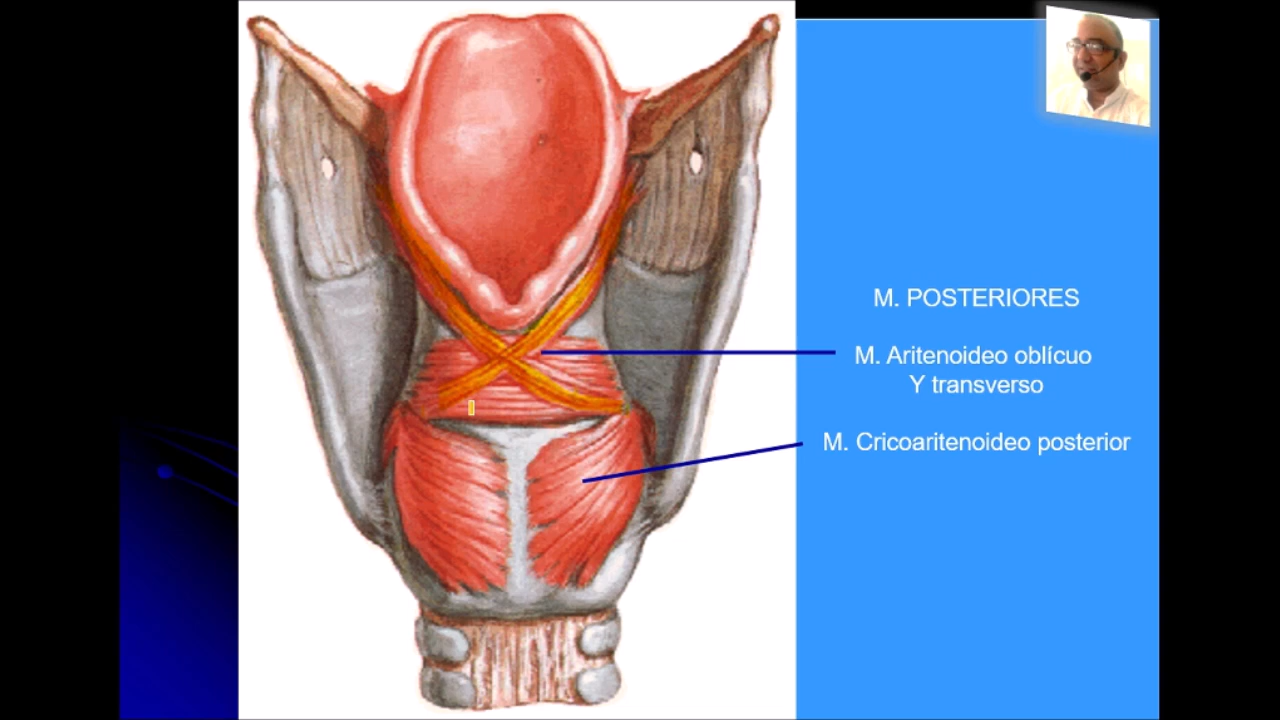 M. POSTERIORES
M. Aritenoideo oblícuo
Y transverso
M. Cricoaritenoideo posterior